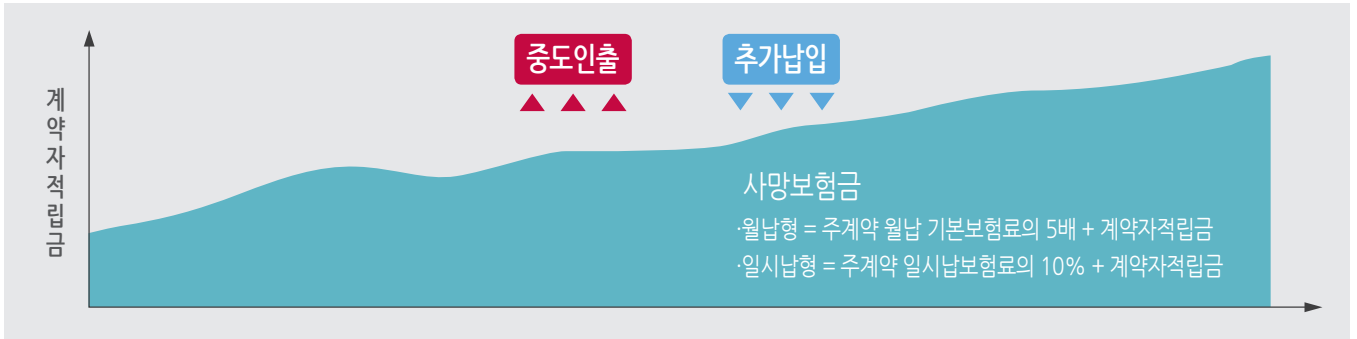 중도인출
추가납입
계약자적립금
사망보험금
·월납형 = 주계약 월납 기본보험료의 5배 + 계약자적립금
·일시납형 = 주계약 일시납보험료의 10% + 계약자적립금